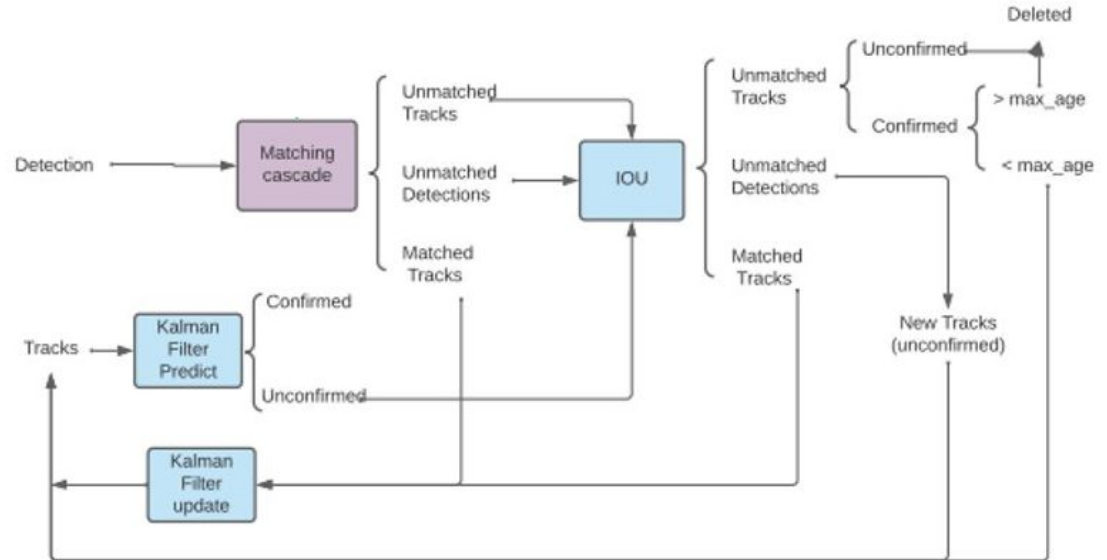 Deleted
Unconfirmed
> max_age
Confirmed
< max_age
Unmatched
Tracks
Unmatched
Detections
Matched
Tracks
IOU
Unmatched
Tracks
Unmatched
Detections
Matched
Tracks
Detection
Matching
cascade
Confirmed
Tracks
Kalman
Filter
Predict
Unconfirmed
New Tracks
(unconfirmed)
Kalman
Filter
update